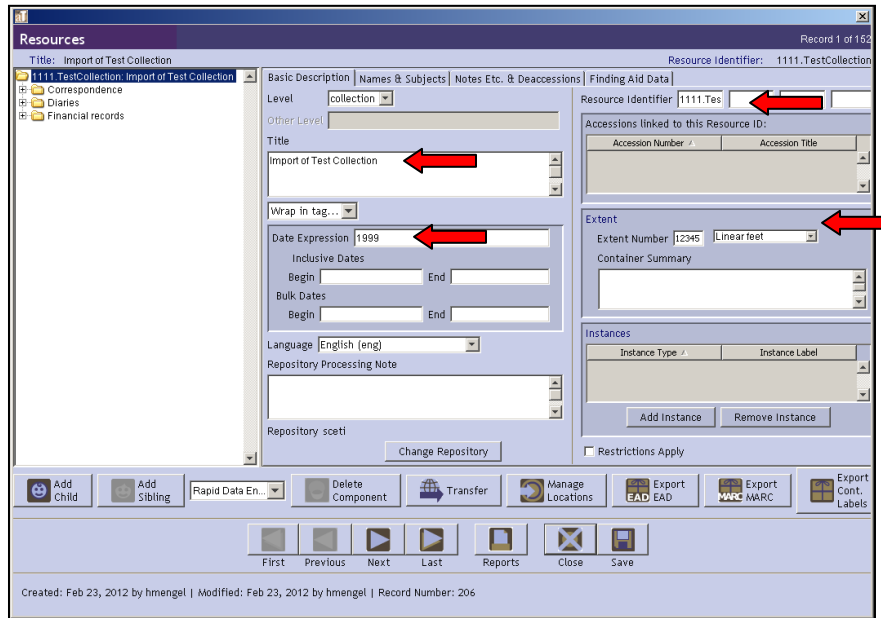 Resources
Record 1 of 152
Title: Import of Test Collection
Resource Identifier: 1111.TestCollection
1111.TestCollection: Import of Test Collection
Correspondence
Diaries
Financial records
Basic Description
Names & Subjects
Notes Etc. & Deaccessions
Finding Aid Data
Level collection
Other Level
Title
Import of Test Collection
Wrap in tag...
Date Expression 1999
Inclusive Dates
Begin End
Bulk Dates
Begin End
Language English (eng)
Repository Processing Note
Repository sceti
Change Repository
Resource Identifier 1111.Tes
Accessions linked to this Resource ID:
Accession Number Accession Title
Extent
Extent Number 12345 Linear feet
Container Summary
Instances
Instance Type Instance Label
Add Instance Remove Instance
Restrictions Apply
Add Child
Add Sibling
Rapid Data En...
Delete Component
Transfer
Manage Locations
EAD Export EAD
MARC Export MARC
Export Cont. Labels
First Previous Next Last Reports Close Save
Created: Feb 23, 2012 by hmengel | Modified: Feb 23, 2012 by hmengel | Record Number: 206